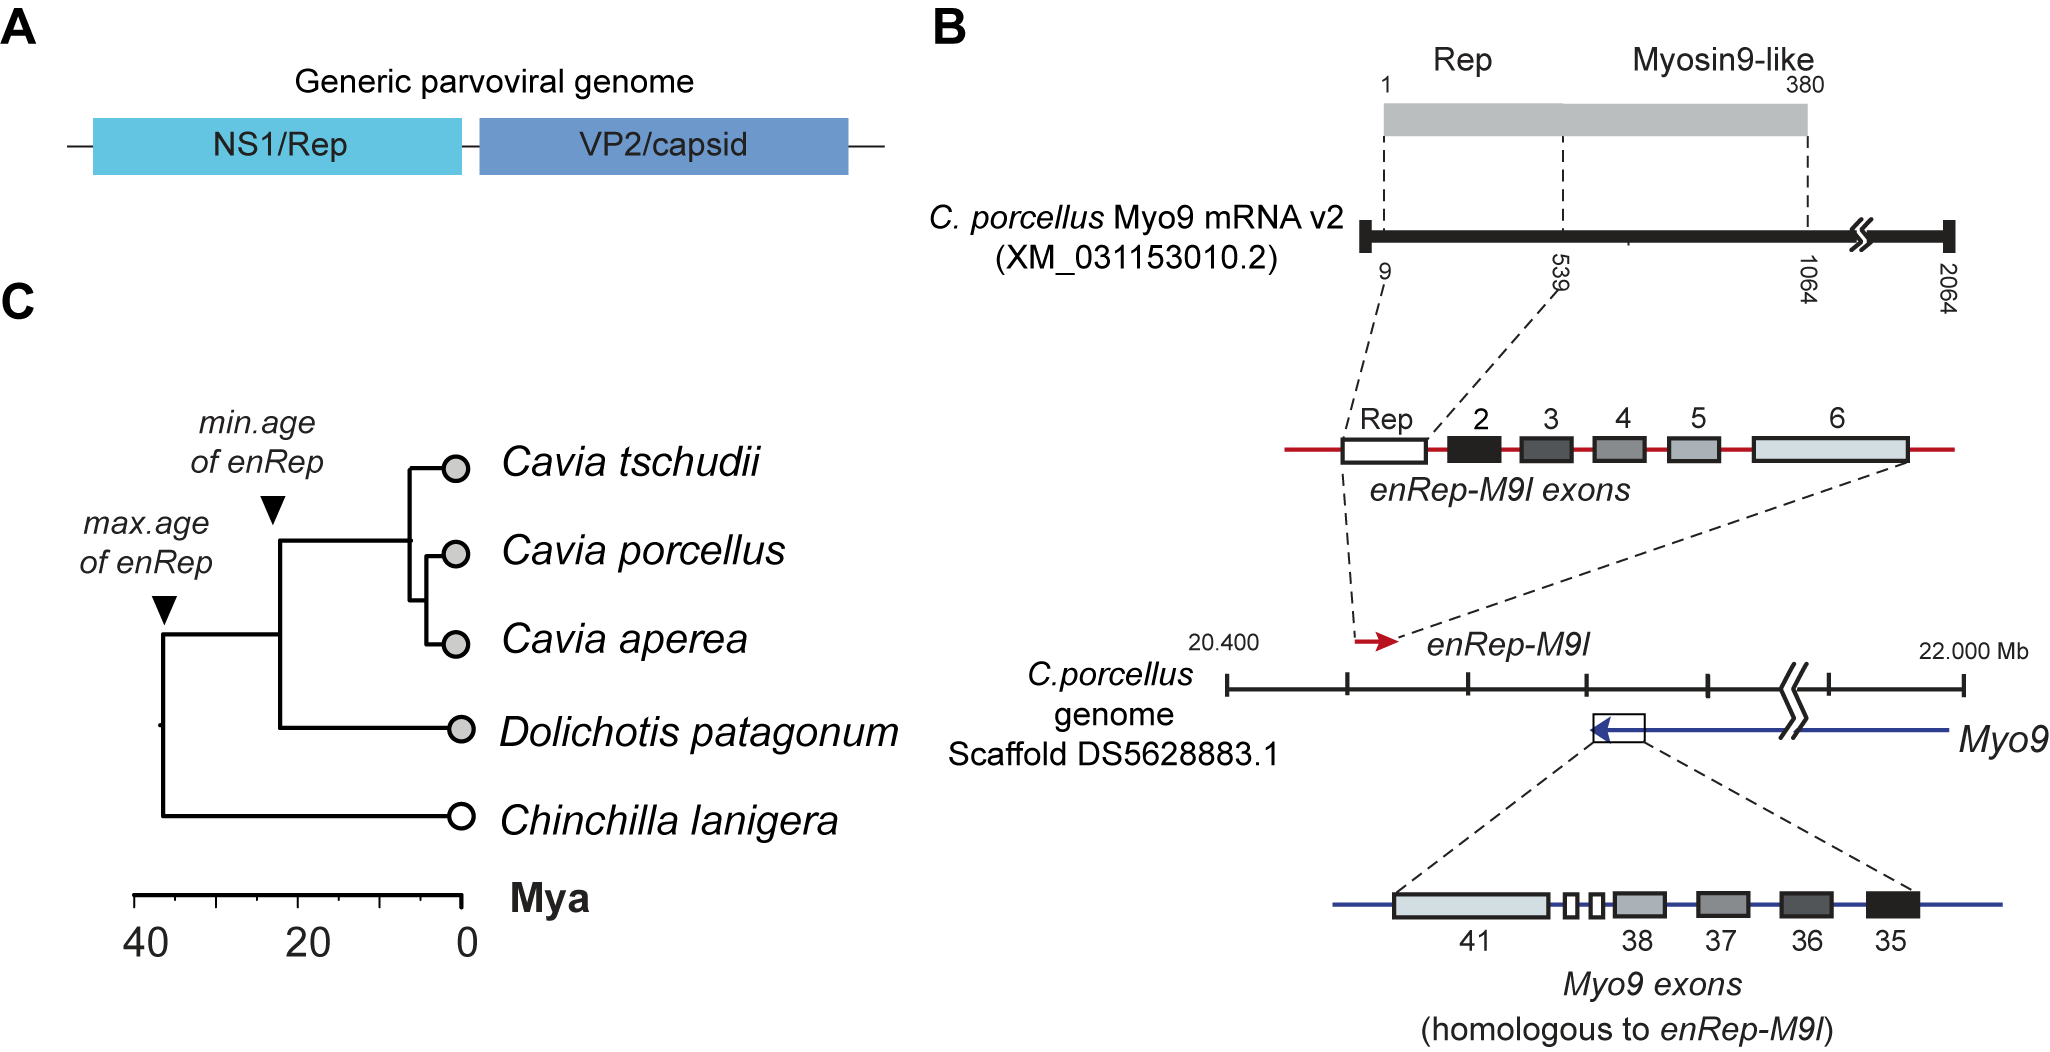 A
Generic parvoviral genome
NS1/Rep
VP2/capsid
B
Rep
Myosin9-like
1
380
C. porcellus Myo9 mRNA v2
(XM_031153010.2)
9
539
1064
2064
Rep
2
3
4
5
6
enRep-M9l exons
enRep-M9l
20.400
22.000 Mb
C.porcellus
genome
Scaffold DS5628883.1
Myo9
41
38
37
36
35
Myo9 exons
(homologous to enRep-M9l)
C
min.age
of enRep
max.age
of enRep
Cavia tschudii
Cavia porcellus
Cavia aperea
Dolichotis patagonum
Chinchilla lanigera
Mya
40
20
0